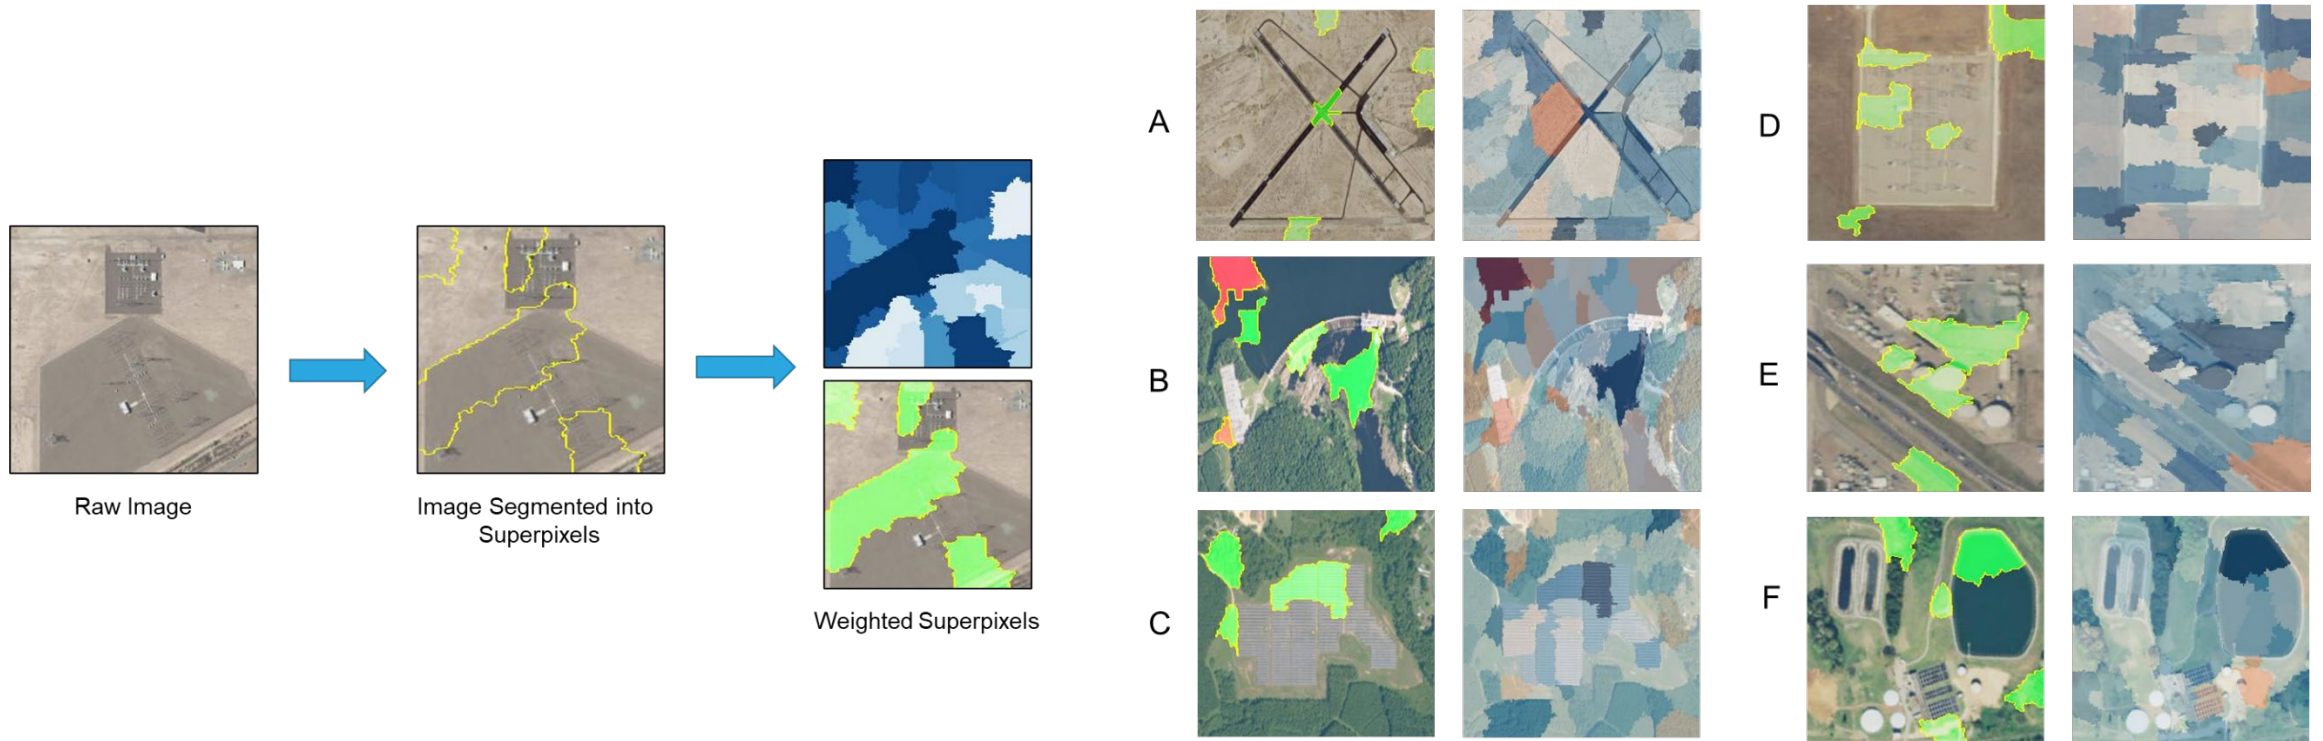 Raw Image
Image Segmented into
Superpixels
Weighted Superpixels
A
B
C
D
E
F